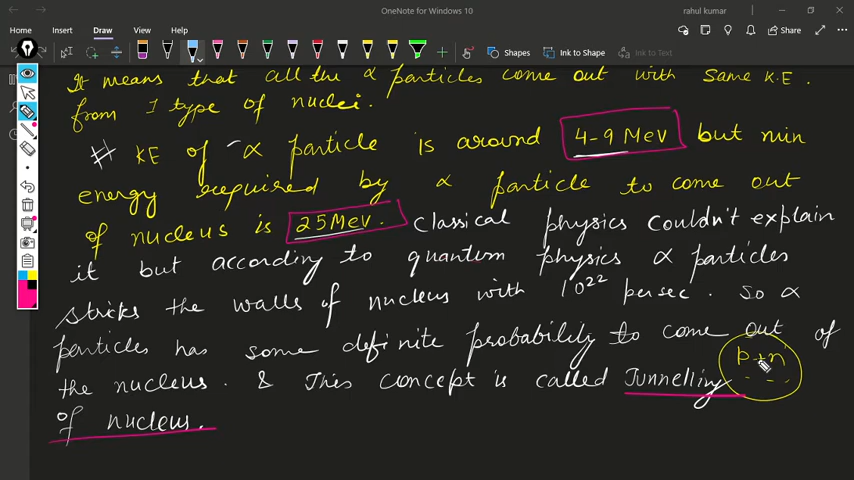 OneNote for Windows 10
rahul kumar
Home Insert Draw View Help Share
Shapes Ink to Shape Ink to Text
It means that all the α particles come out with same K.E.
from 1 type of nuclei.
# KE of α particle is around 4-9 MeV but min
energy required by α particle to come out
of nucleus is 25MeV. Classical physics couldn't explain
it but according to quantum physics α particles
stricks the walls of nucleus with 10²² per sec. So α
particles has some definite probability to come out of
the nucleus. & This concept is called Tunnelling
p+n
of nucleus.